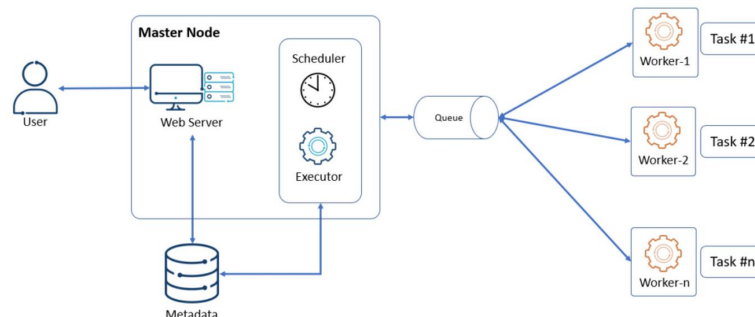 Master Node
Scheduler
Executor
Web Server
User
Queue
Worker-1
Task #1
Worker-2
Task #2
Worker-n
Task #n
Metadata